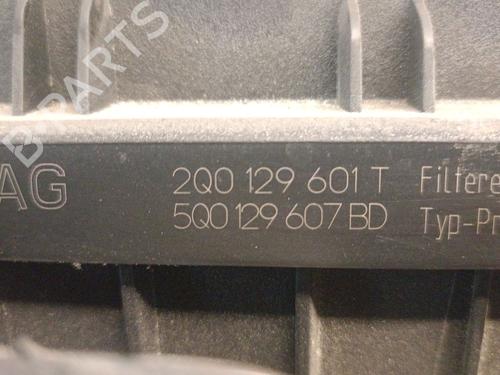 B-PARTS
AG 2Q0 129 601 T Filtere
5Q0 129 607 BD Typ-Pr